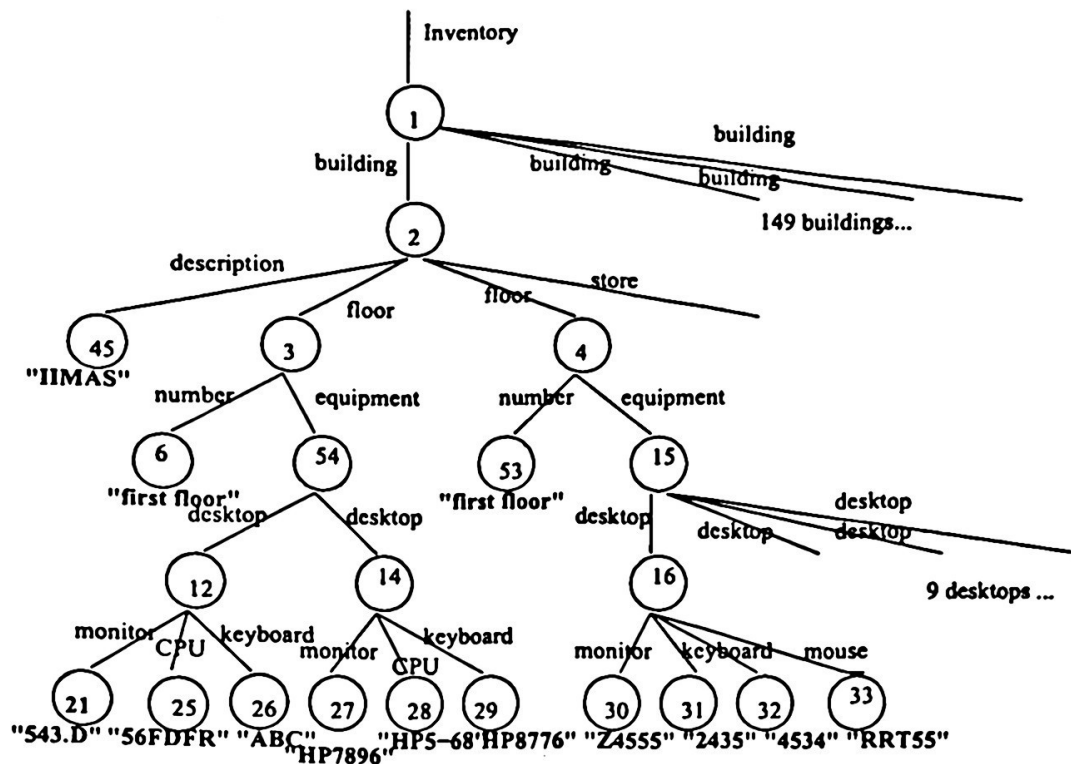 Inventory
1
building
building building building
149 buildings...
2
description floor floor store
45 3 4
"IIMAS"
number equipment number equipment
6 54 53 15
"first floor" "first floor"
desktop desktop desktop desktop desktop desktop
12 14 16
9 desktops ...
monitor CPU keyboard monitor CPU keyboard monitor keyboard mouse
21 25 26 27 28 29 30 31 32 33
"543.D" "56FDFR" "ABC" "HP7896" "HP5-68'HP8776" "Z4555" "2435" "4534" "RRT55"